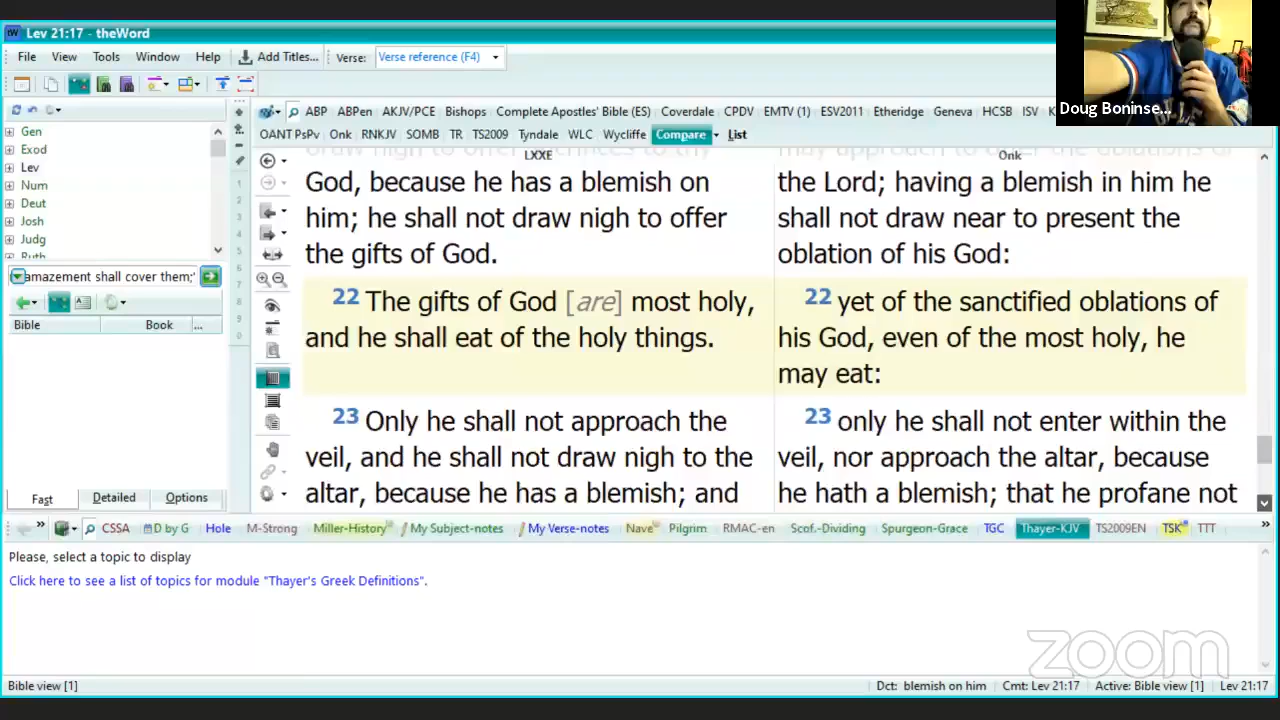 Lev 21:17 - theWord
File View Tools Window Help Add Titles... Verse: Verse reference (F4)
Doug Boninse...
Gen
Exod
Lev
Num
Deut
Josh
Judg
Ruth
amazement shall cover them;'
Bible Book ...
Fast Detailed Options
ABP ABPen AKJV/PCE Bishops Complete Apostles' Bible (ES) Coverdale CPDV EMTV (1) ESV2011 Etheridge Geneva HCSB ISV
OANT PsPv Onk RNKJV SOMB TR TS2009 Tyndale WLC Wycliffe Compare List
LXXE
God, because he has a blemish on
him; he shall not draw nigh to offer
the gifts of God.
22 The gifts of God [are] most holy,
and he shall eat of the holy things.
23 Only he shall not approach the
veil, and he shall not draw nigh to the
altar, because he has a blemish; and
Onk
the Lord; having a blemish in him he
shall not draw near to present the
oblation of his God:
22 yet of the sanctified oblations of
his God, even of the most holy, he
may eat:
23 only he shall not enter within the
veil, nor approach the altar, because
he hath a blemish; that he profane not
CSSA D by G Hole M-Strong Miller-History My Subject-notes My Verse-notes Nave Pilgrim RMAC-en Scof.-Dividing Spurgeon-Grace TGC Thayer-KJV TS2009EN TSK TTT
Please, select a topic to display
Click here to see a list of topics for module "Thayer's Greek Definitions".
zoom
Bible view [1] Dct: blemish on him Cmt: Lev 21:17 Active: Bible view [1] Lev 21:17